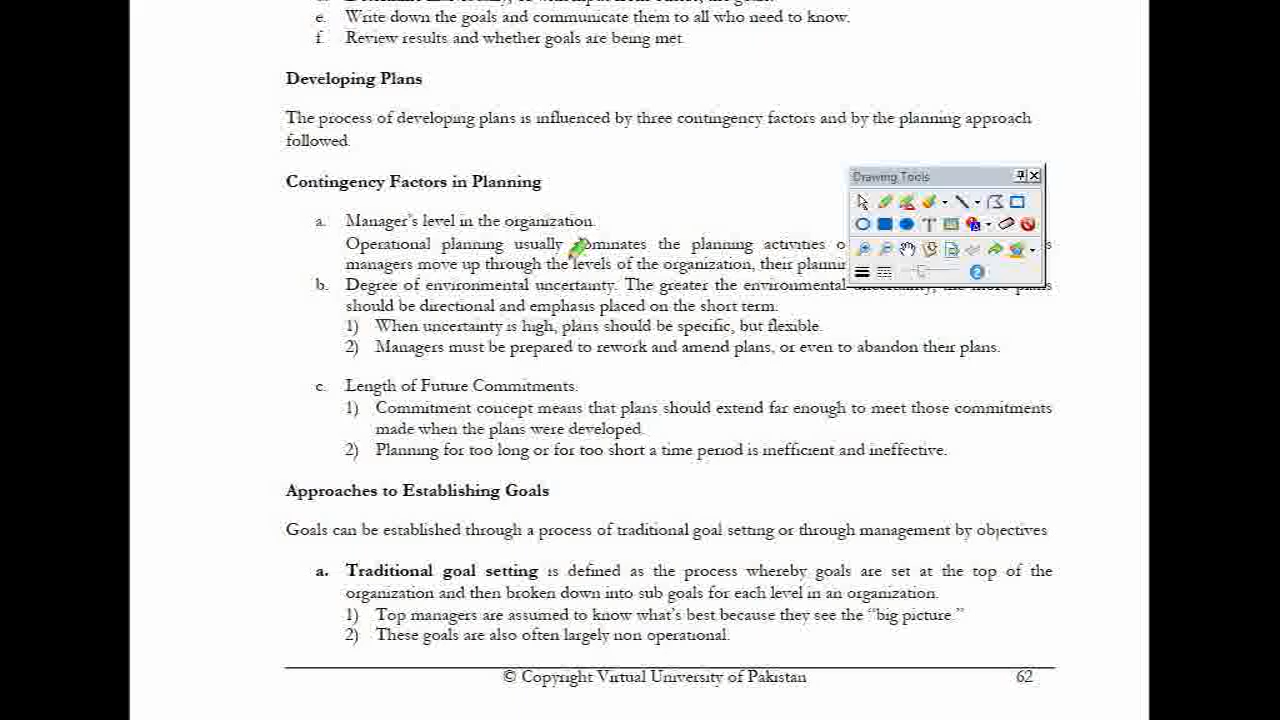 e. Write down the goals and communicate them to all who need to know.
f. Review results and whether goals are being met
Developing Plans
The process of developing plans is influenced by three contingency factors and by the planning approach
followed.
Contingency Factors in Planning
Drawing Tools
a. Manager's level in the organization.
Operational planning usually dominates the planning activities
managers move up through the levels of the organization, their
b. Degree of environmental uncertainty. The greater the environmental uncertainty, the more plans
should be directional and emphasis placed on the short term.
1) When uncertainty is high, plans should be specific, but flexible.
2) Managers must be prepared to rework and amend plans, or even to abandon their plans.
c. Length of Future Commitments.
1) Commitment concept means that plans should extend far enough to meet those commitments
made when the plans were developed.
2) Planning for too long or for too short a time period is inefficient and ineffective.
Approaches to Establishing Goals
Goals can be established through a process of traditional goal setting or through management by objectives
a. Traditional goal setting is defined as the process whereby goals are set at the top of the
organization and then broken down into sub goals for each level in an organization.
1) Top managers are assumed to know what's best because they see the "big picture."
2) These goals are also often largely non operational.
© Copyright Virtual University of Pakistan 62